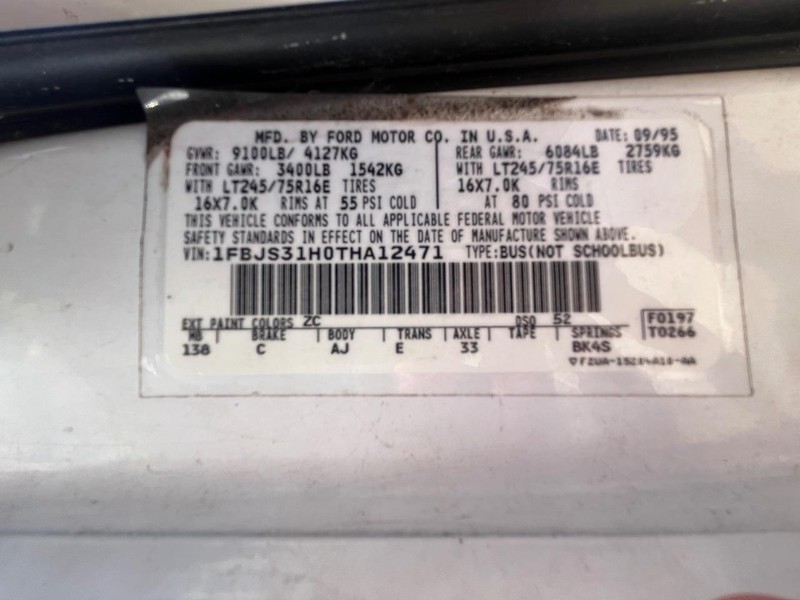 MFD. BY FORD MOTOR CO. IN U.S.A. DATE: 09/95
GVWR: 9100LB/ 4127KG
FRONT GAWR: 3400LB 1542KG
WITH LT245/75R16E TIRES
16X7.0K RIMS AT 55 PSI COLD
REAR GAWR: 6084LB 2759KG
WITH LT245/75R16E TIRES
16X7.0K RIMS
AT 80 PSI COLD
THIS VEHICLE CONFORMS TO ALL APPLICABLE FEDERAL MOTOR VEHICLE
SAFETY STANDARDS IN EFFECT ON THE DATE OF MANUFACTURE SHOWN ABOVE.
VIN: 1FBJS31H0THA12471 TYPE: BUS(NOT SCHOOLBUS)
EXT PAINT COLORS ZC DSO 52
WB | BRAKE | BODY | TRANS | AXLE | TAPE | SPRINGS
138 C AJ E 33 BK4S
F0197
T0266